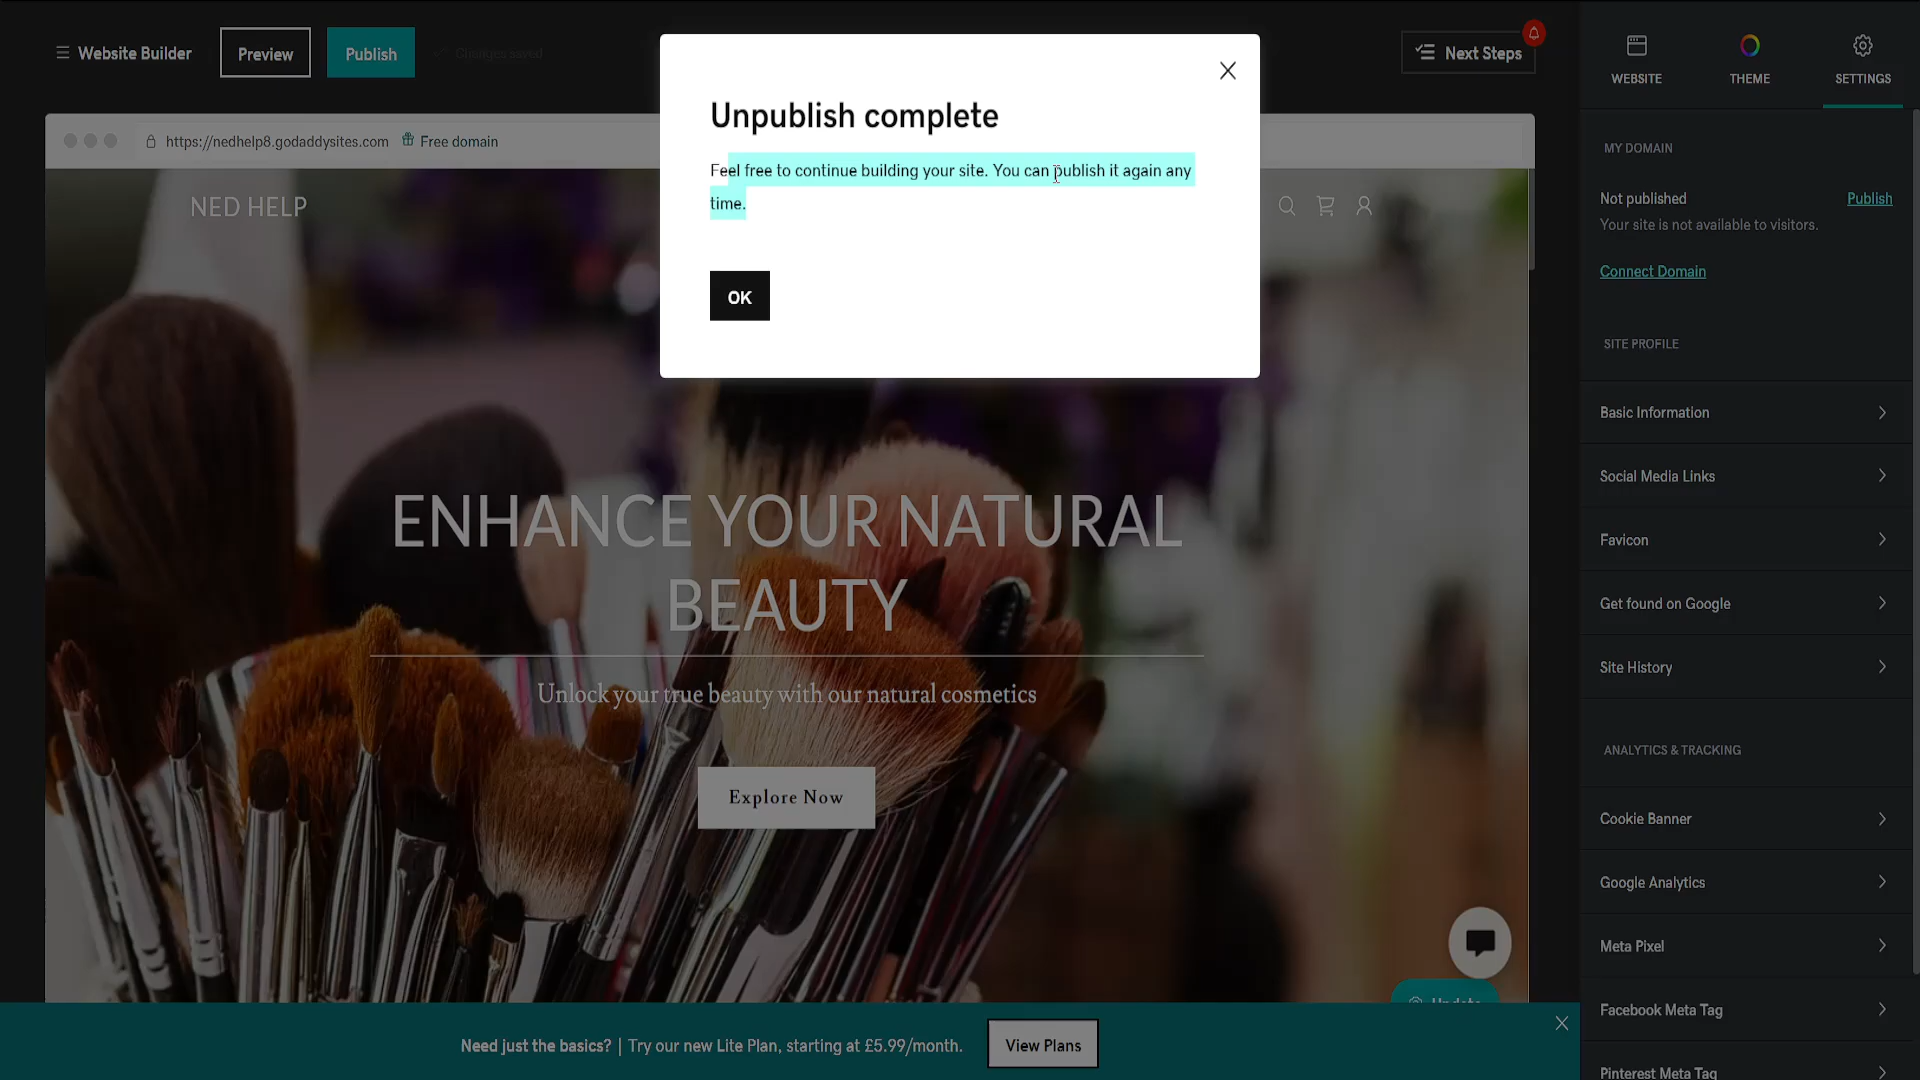 Website Builder
Preview
Publish
Changes saved
Next Steps
WEBSITE
THEME
SETTINGS
Unpublish complete
Feel free to continue building your site. You can publish it again any
time.
OK
https://nedhelp8.godaddysites.com
Free domain
NED HELP
ENHANCE YOUR NATURAL
BEAUTY
Unlock your true beauty with our natural cosmetics
Explore Now
Update
Need just the basics? | Try our new Lite Plan, starting at £5.99/month.
View Plans
MY DOMAIN
Not published
Publish
Your site is not available to visitors.
Connect Domain
SITE PROFILE
Basic Information
Social Media Links
Favicon
Get found on Google
Site History
ANALYTICS & TRACKING
Cookie Banner
Google Analytics
Meta Pixel
Facebook Meta Tag
Pinterest Meta Tag